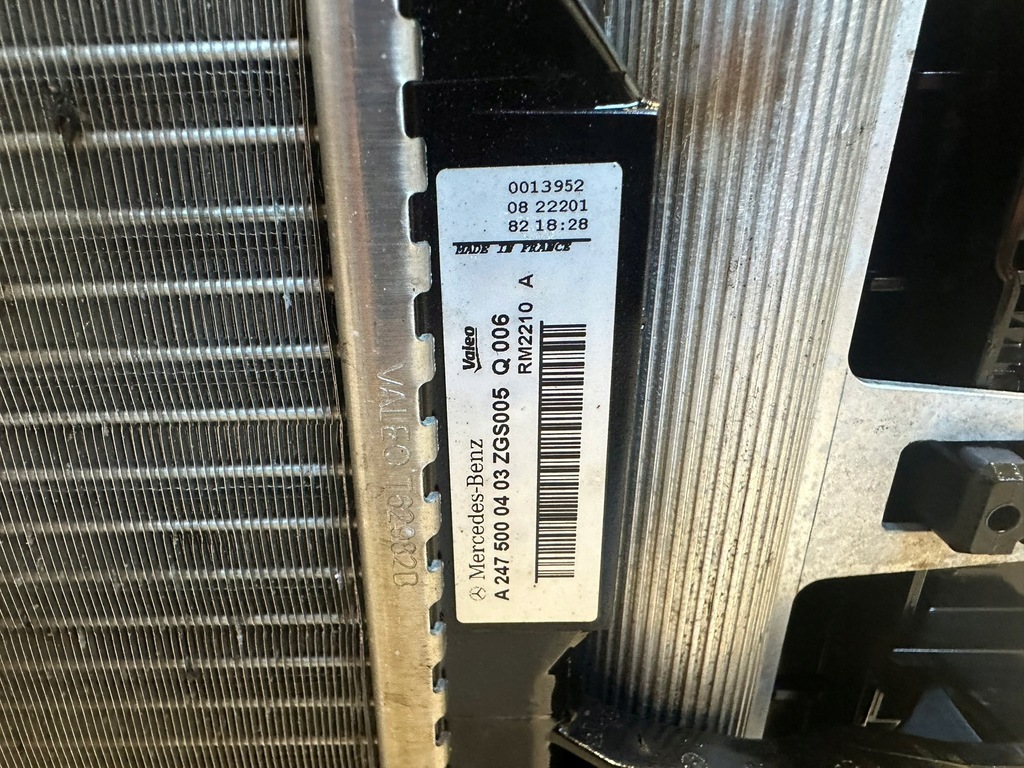 0013952
08 22201
82 18:28
MADE IN FRANCE
Valeo
RM2210 A
Mercedes-Benz
A 247 500 04 03 ZGS005 Q 006
VALEO T62982D